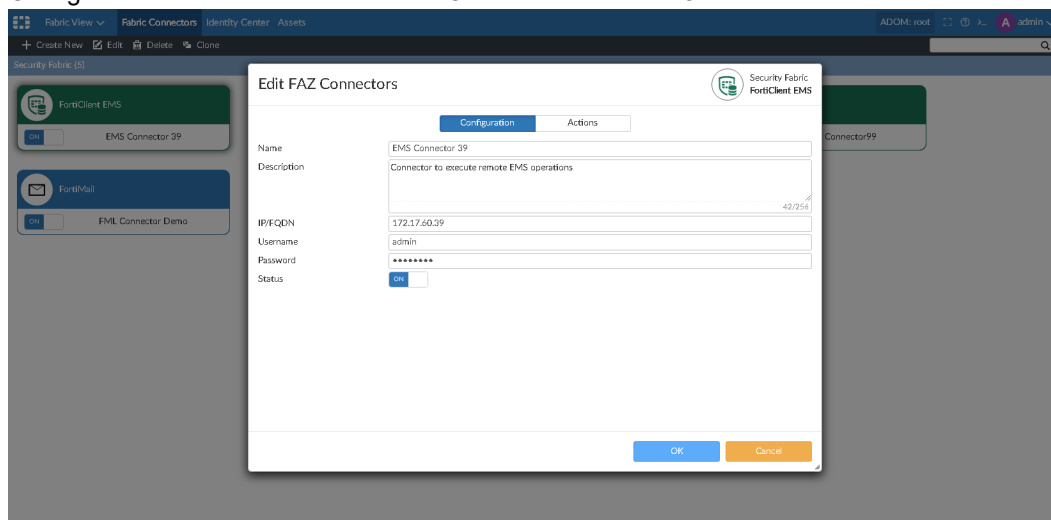 Fabric View Fabric Connectors Identity Center Assets ADOM: root A admin
Create New Edit Delete Clone
Security Fabric (5)
FortiClient EMS
ON EMS Connector 39
FortiMail
ON FML Connector Demo
Connector99
Edit FAZ Connectors
Security Fabric
FortiClient EMS
Configuration Actions
Name EMS Connector 39
Description Connector to execute remote EMS operations
42/256
IP/FQDN 172.17.60.39
Username admin
Password ••••••••
Status ON
OK Cancel